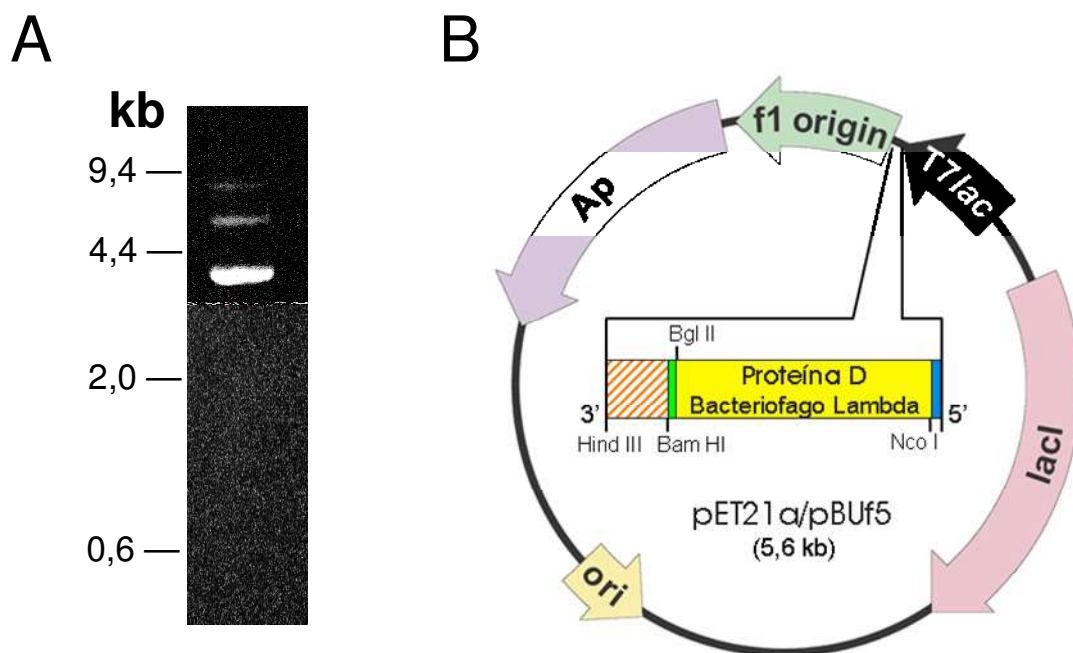 A
kb
9,4
4,4
2,0
0,6
B
f1 origin
T7lac
Ap
lacI
Bgl II
Proteína D
Bacteriofago Lambda
3'
5'
Hind III
Bam HI
Nco I
pET21a/pBUf5
(5,6 kb)
ori